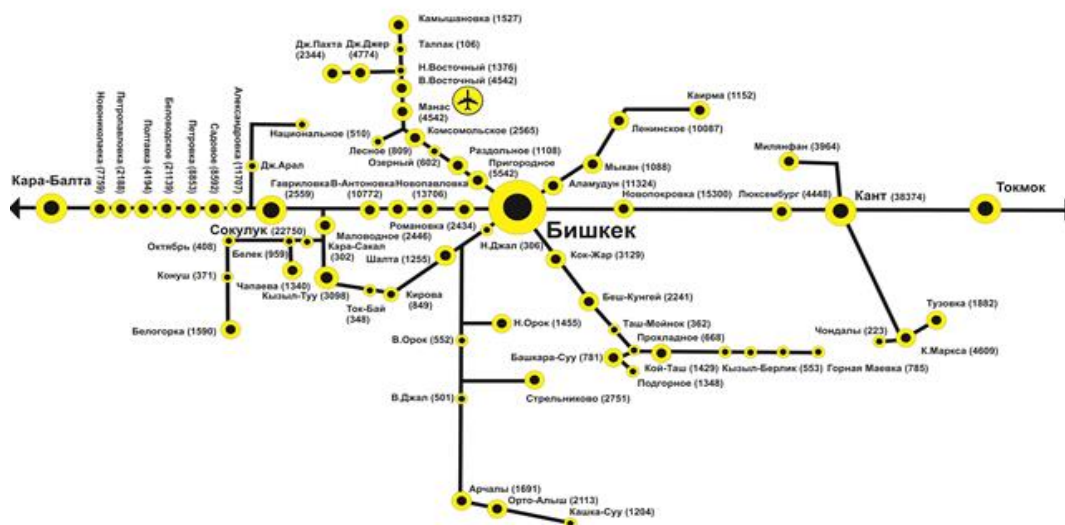 Камышановка (1527)
Талпак (106)
Дж.Пахта
(2344)
Дж.Джер
(4774)
Н.Восточный (1376)
В.Восточный (4542)
Манас
(4542)
Комсомольское (2565)
Национальное (510)
Лесное (809)
Озерный (602)
Раздольное (1108)
Пригородное
(5542)
Каирма (1152)
Ленинское (10087)
Мыкан (1088)
Аламудун (11324)
Милянфан (3964)
Новониколаевка (7759)
Петропавловка (2188)
Полтавка (4194)
Беловодское (21139)
Петровка (8853)
Садовое (8592)
Александровка (11707)
Дж.Арал
Кара-Балта
Гавриловка
(2559)
В-Антоновка
(10772)
Новопавловка
(13706)
Новопокровка (15300)
Люксембург (4448)
Кант (38374)
Токмок
Сокулук (22750)
Романовка (2434)
Бишкек
Н.Джал (306)
Маловодное (2446)
Октябрь (408)
Белек (959)
Кара-Сакал
(302)
Шалта (1255)
Кок-Жар (3129)
Конуш (371)
Чапаева (1340)
Кызыл-Туу (3098)
Ток-Бай
(348)
Кирова
(849)
Беш-Кунгей (2241)
Тузовка (1882)
Белогорка (1590)
Н.Орок (1455)
Таш-Мойнок (362)
Чондалы (223)
В.Орок (552)
Прохладное (668)
К.Маркса (4609)
Башкара-Суу (781)
Кой-Таш (1429)
Кызыл-Берлик (553)
Горная Маевка (785)
Подгорное (1348)
В.Джал (501)
Стрельниково (2751)
Арчалы (1691)
Орто-Алыш (2113)
Кашка-Суу (1204)